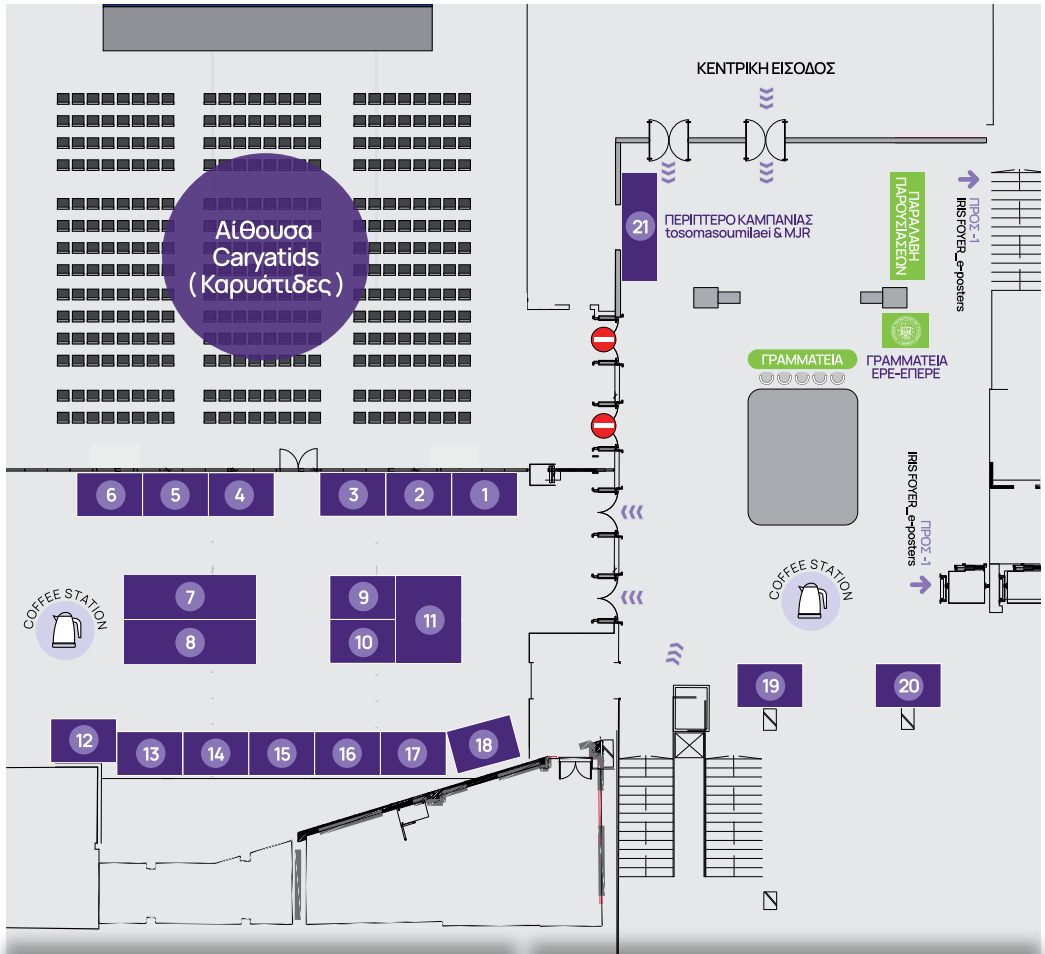 ΚΕΝΤΡΙΚΗ ΕΙΣΟΔΟΣ
Αίθουσα
Caryatids
(Καρυάτιδες)
21
ΠΕΡΙΠΤΕΡΟ ΚΑΜΠΑΝΙΑΣ
tosomasoumilaei & MJR
ΠΑΡΑΛΑΒΗ
ΠΑΡΟΥΣΙΑΣΕΩΝ
ΠΡΟΣ -1
IRIS FOYER_e-posters
ΓΡΑΜΜΑΤΕΙΑ
ΓΡΑΜΜΑΤΕΙΑ
ΕΡΕ-ΕΠΕΡΕ
6
5
4
3
2
1
ΠΡΟΣ -1
IRIS FOYER_e-posters
COFFEE STATION
7
8
9
10
11
COFFEE STATION
19
20
12
13
14
15
16
17
18